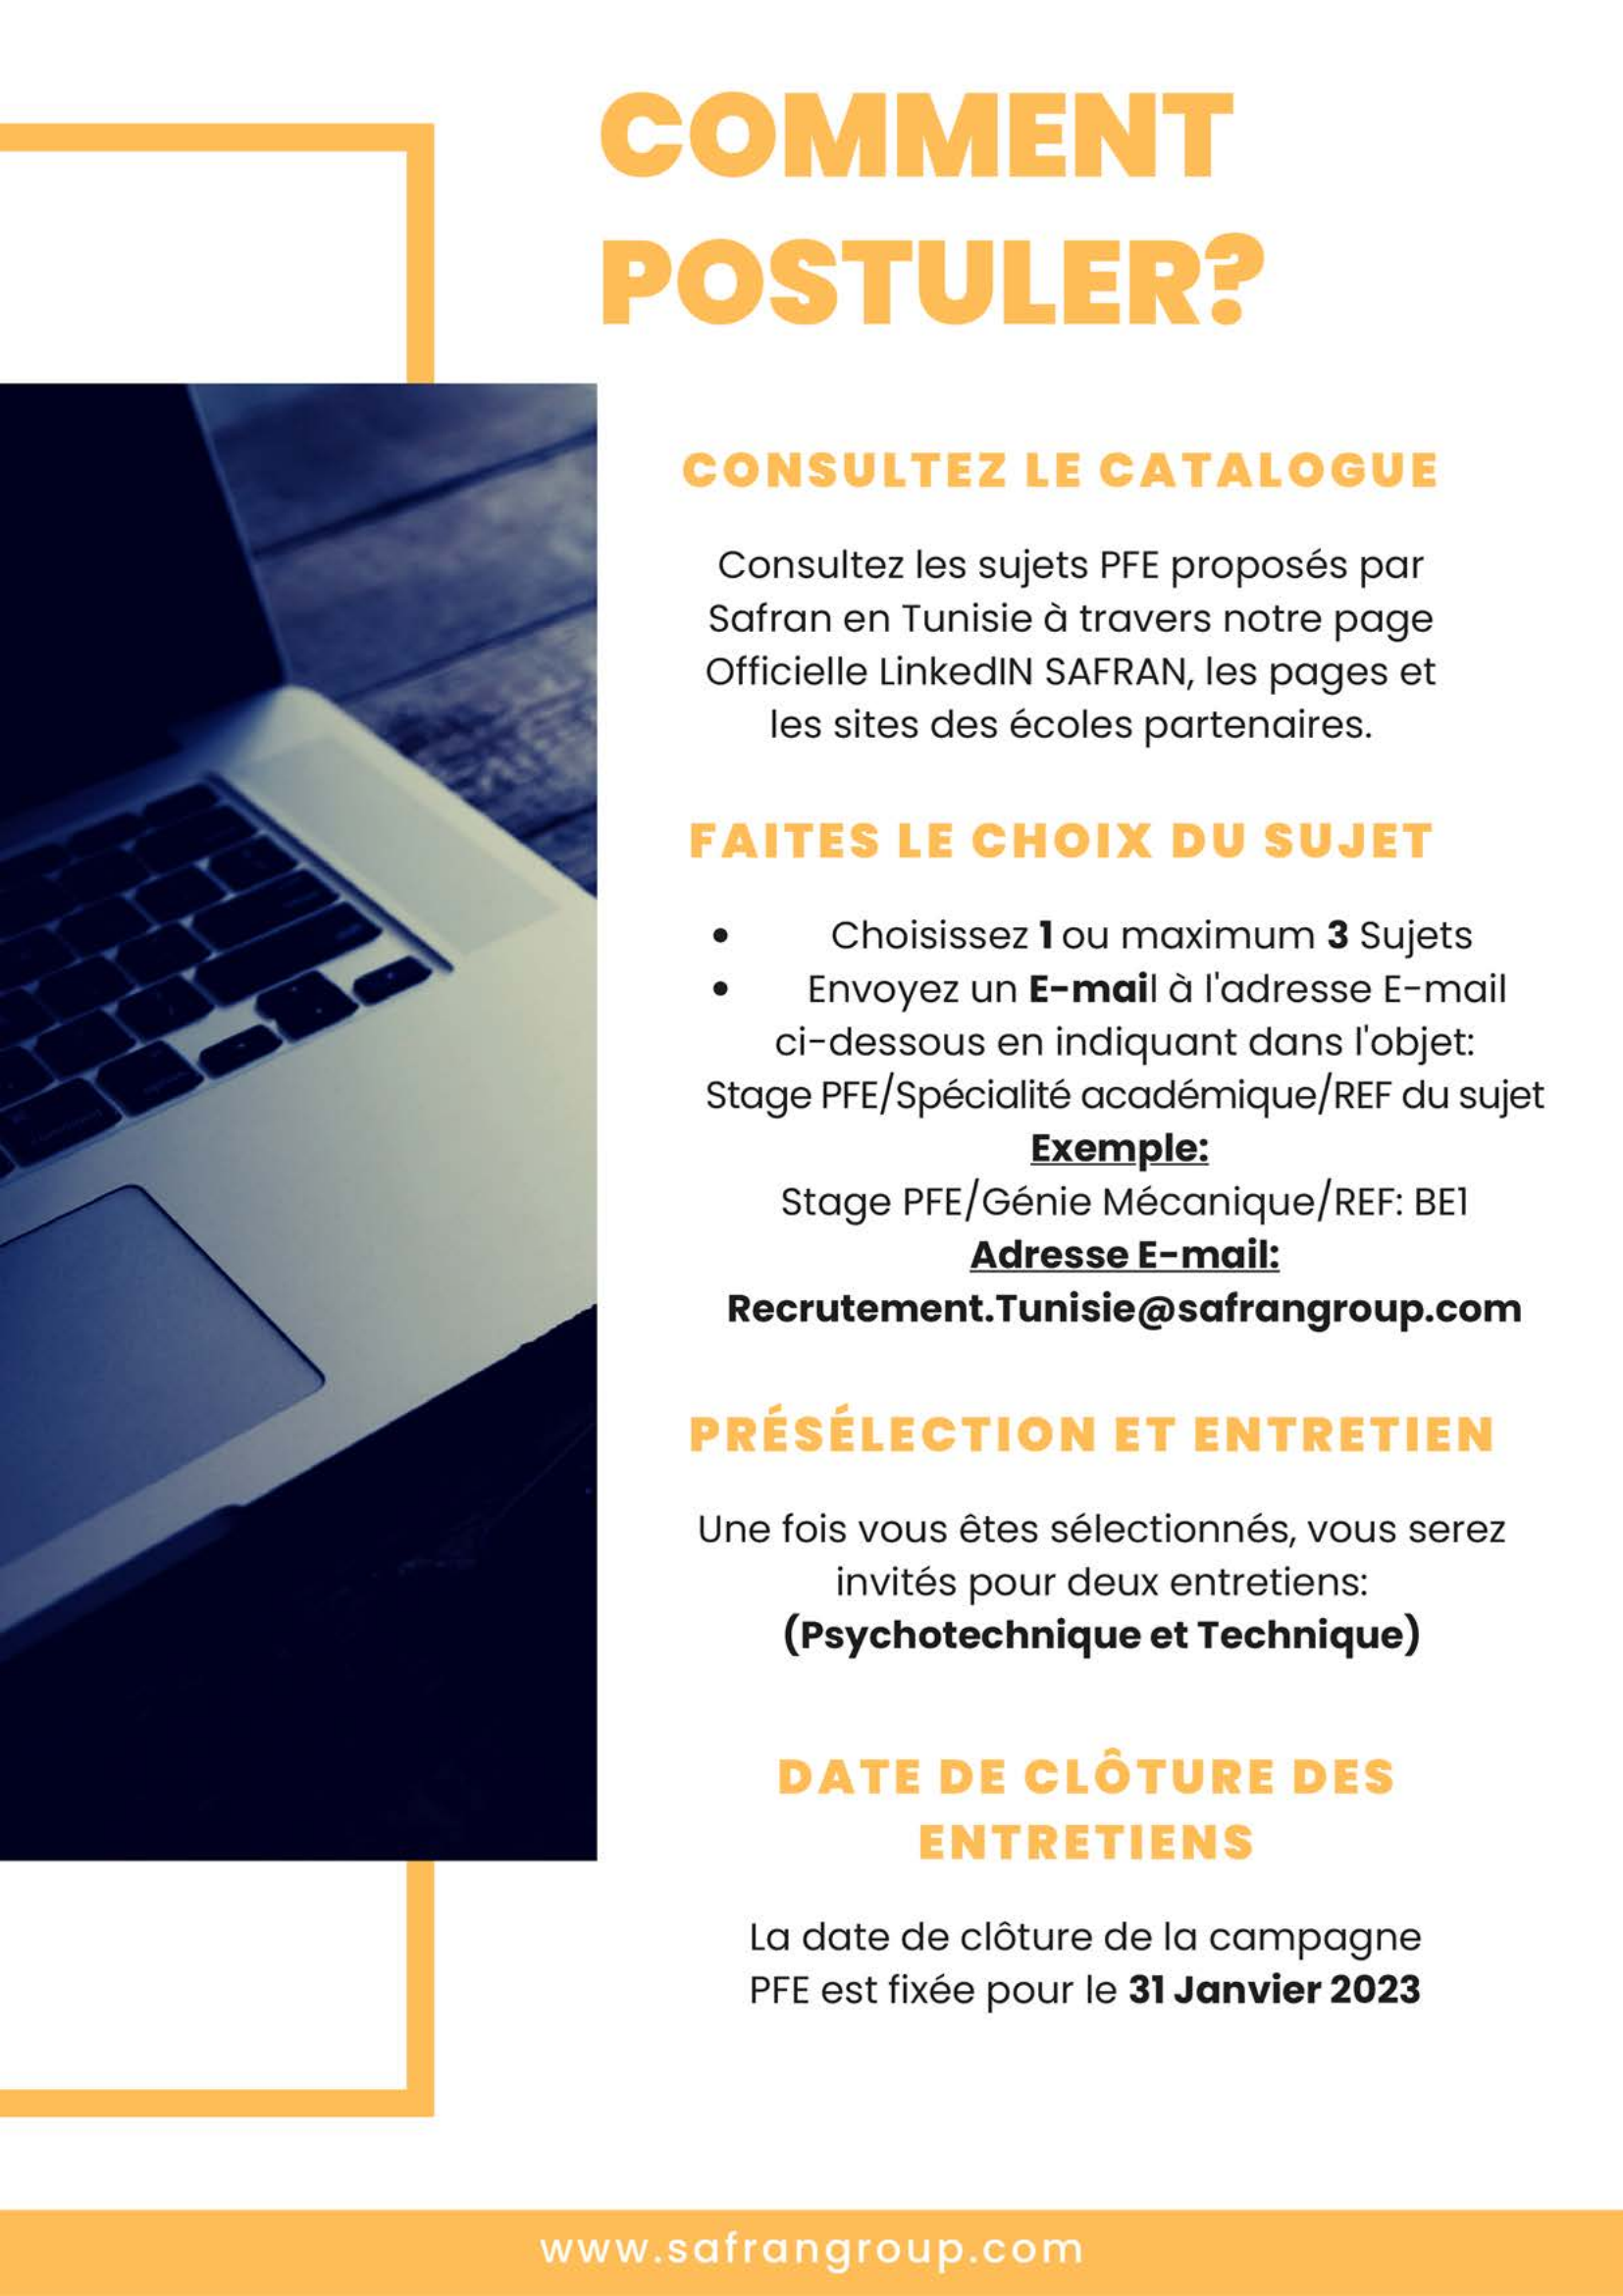 COMMENT
POSTULER?
CONSULTEZ LE CATALOGUE
Consultez les sujets PFE proposés par
Safran en Tunisie à travers notre page
Officielle LinkedIN SAFRAN, les pages et
les sites des écoles partenaires.
FAITES LE CHOIX DU SUJET
• Choisissez 1 ou maximum 3 Sujets
• Envoyez un E-mail à l'adresse E-mail
ci-dessous en indiquant dans l'objet:
Stage PFE/Spécialité académique/REF du sujet
Exemple:
Stage PFE/Génie Mécanique/REF: BE1
Adresse E-mail:
Recrutement.Tunisie@safrangroup.com
PRÉSÉLECTION ET ENTRETIEN
Une fois vous êtes sélectionnés, vous serez
invités pour deux entretiens:
(Psychotechnique et Technique)
DATE DE CLÔTURE DES
ENTRETIENS
La date de clôture de la campagne
PFE est fixée pour le 31 Janvier 2023
www.safrangroup.com